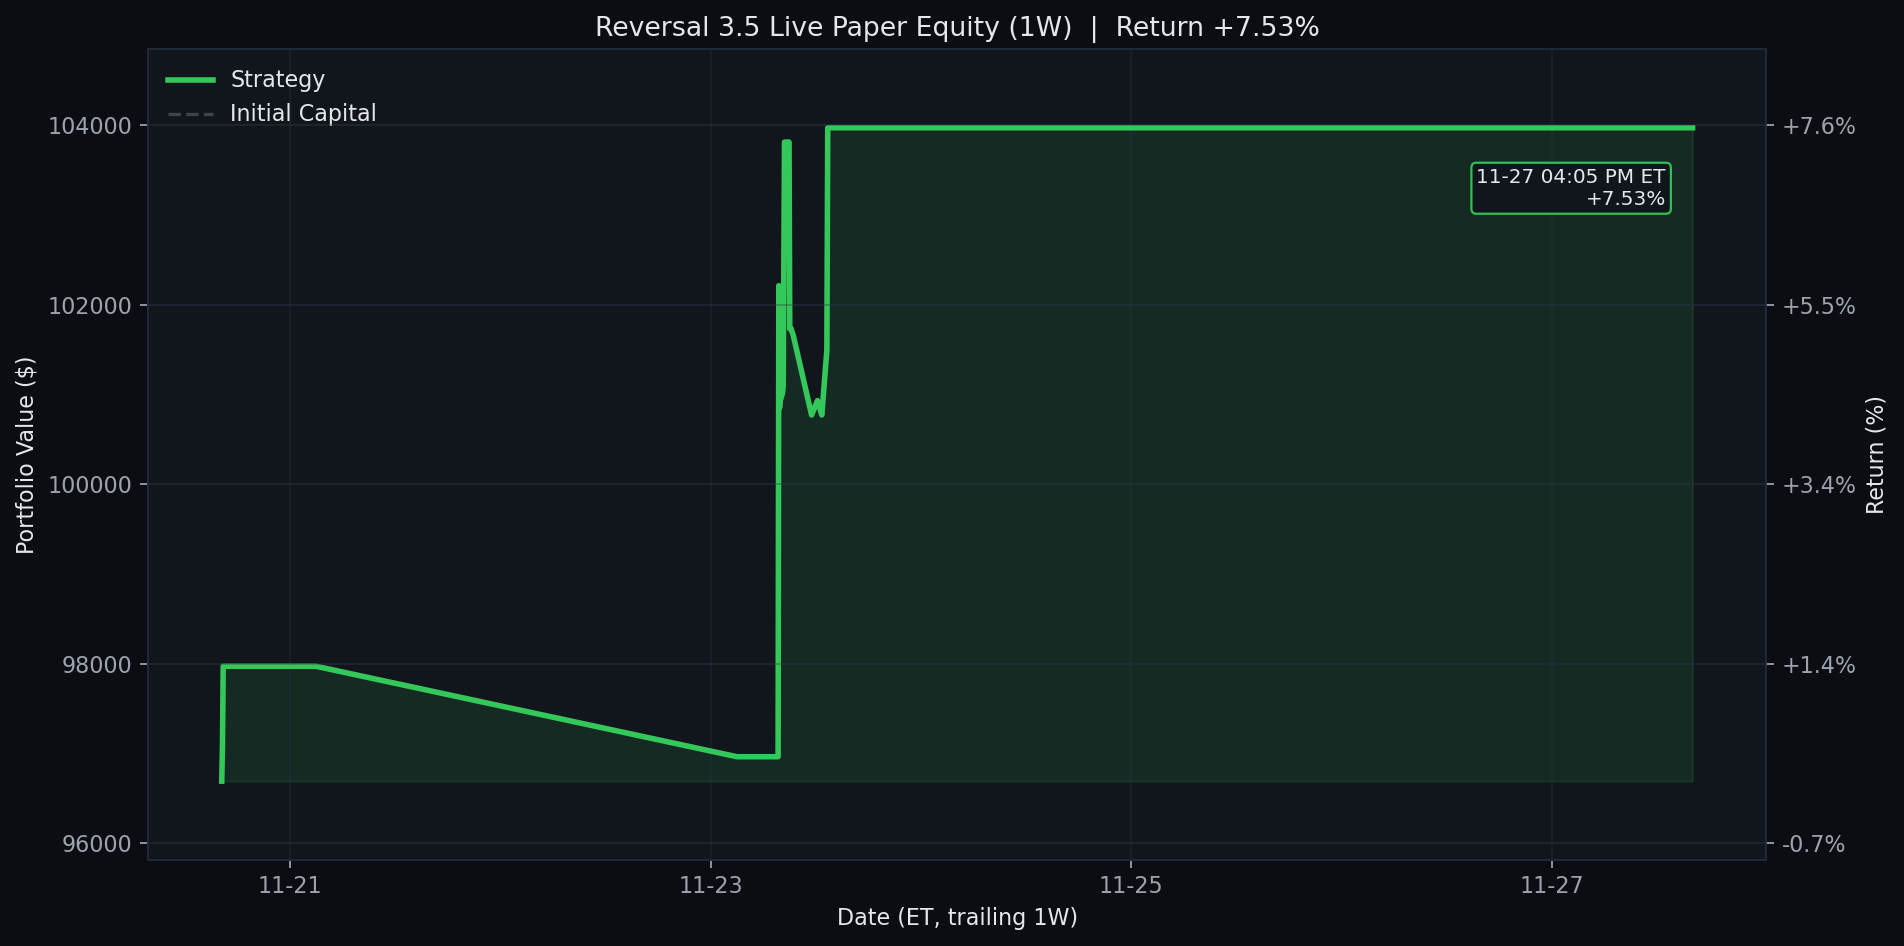 Reversal 3.5 Live Paper Equity (1W)  |  Return +7.53%
Strategy
Initial Capital
104000
102000
100000
98000
96000
Portfolio Value ($)
+7.6%
+5.5%
+3.4%
+1.4%
-0.7%
Return (%)
11-27 04:05 PM ET
+7.53%
11-21
11-23
11-25
11-27
Date (ET, trailing 1W)